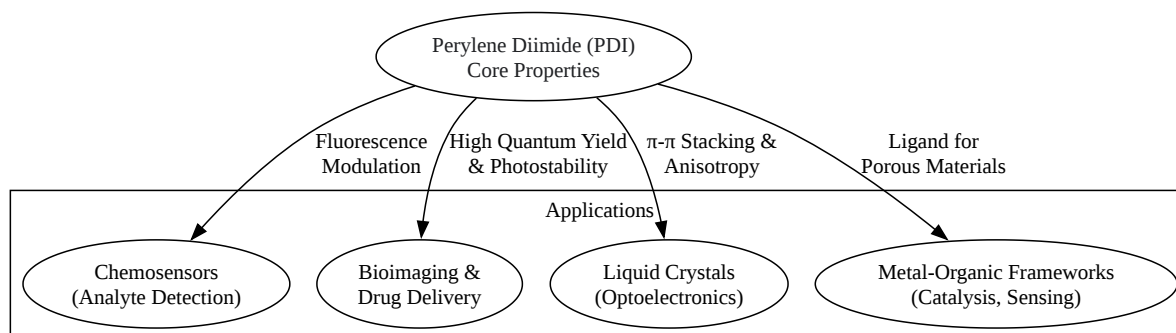 Perylene Diimide (PDI)
Core Properties
Fluorescence
Modulation
High Quantum Yield
& Photostability
π-π Stacking &
Anisotropy
Ligand for
Porous Materials
Applications
Chemosensors
(Analyte Detection)
Bioimaging &
Drug Delivery
Liquid Crystals
(Optoelectronics)
Metal-Organic Frameworks
(Catalysis, Sensing)